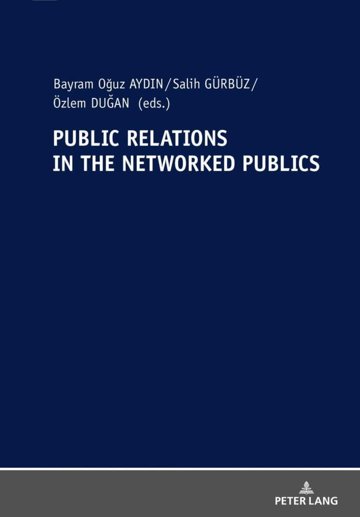 Bayram Oğuz AYDIN/Salih GÜRBÜZ/
Özlem DUĞAN (eds.)
PUBLIC RELATIONS
IN THE NETWORKED PUBLICS
PETER LANG